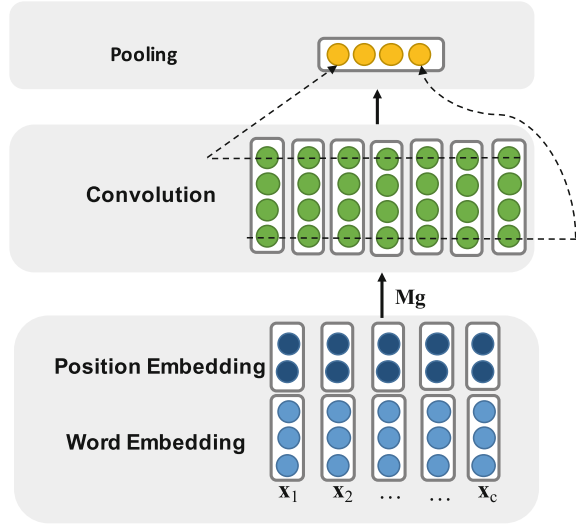 Pooling
Convolution
Mg
Position Embedding
Word Embedding
x1 x2 ... ... xc